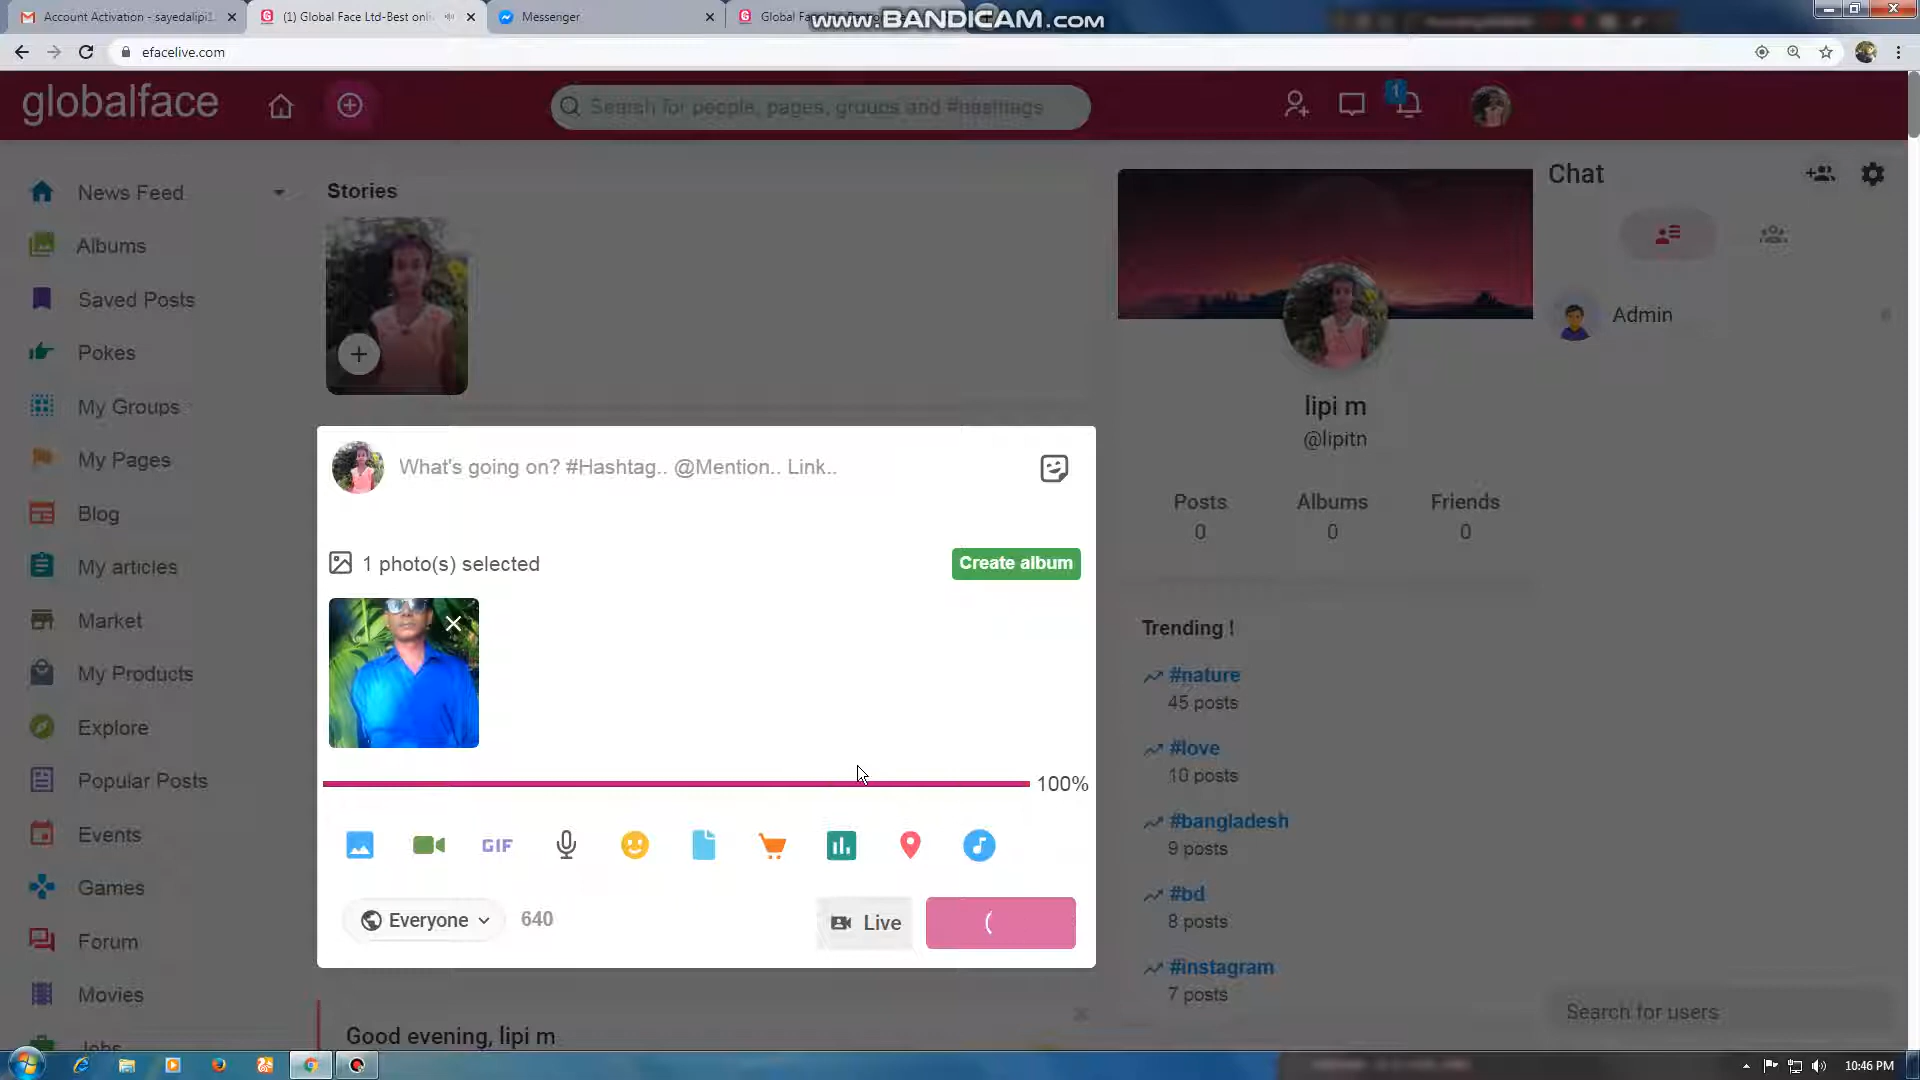 Account Activation - sayedalipi1
(1) Global Face Ltd-Best onli
Messenger
www.BANDICAM.com
efacelive.com
globalface
Search for people, pages, groups and #hashtags
1
News Feed
Albums
Saved Posts
Pokes
My Groups
My Pages
Blog
My articles
Market
My Products
Explore
Popular Posts
Events
Games
Forum
Movies
Jobs
Stories
What's going on? #Hashtag.. @Mention.. Link..
1 photo(s) selected
Create album
100%
GIF
Everyone
640
Live
Good evening, lipi m
lipi m
@lipitn
Posts
Albums
Friends
0
0
0
Trending !
#nature
45 posts
#love
10 posts
#bangladesh
9 posts
#bd
8 posts
#instagram
7 posts
Chat
Admin
Search for users
10:46 PM